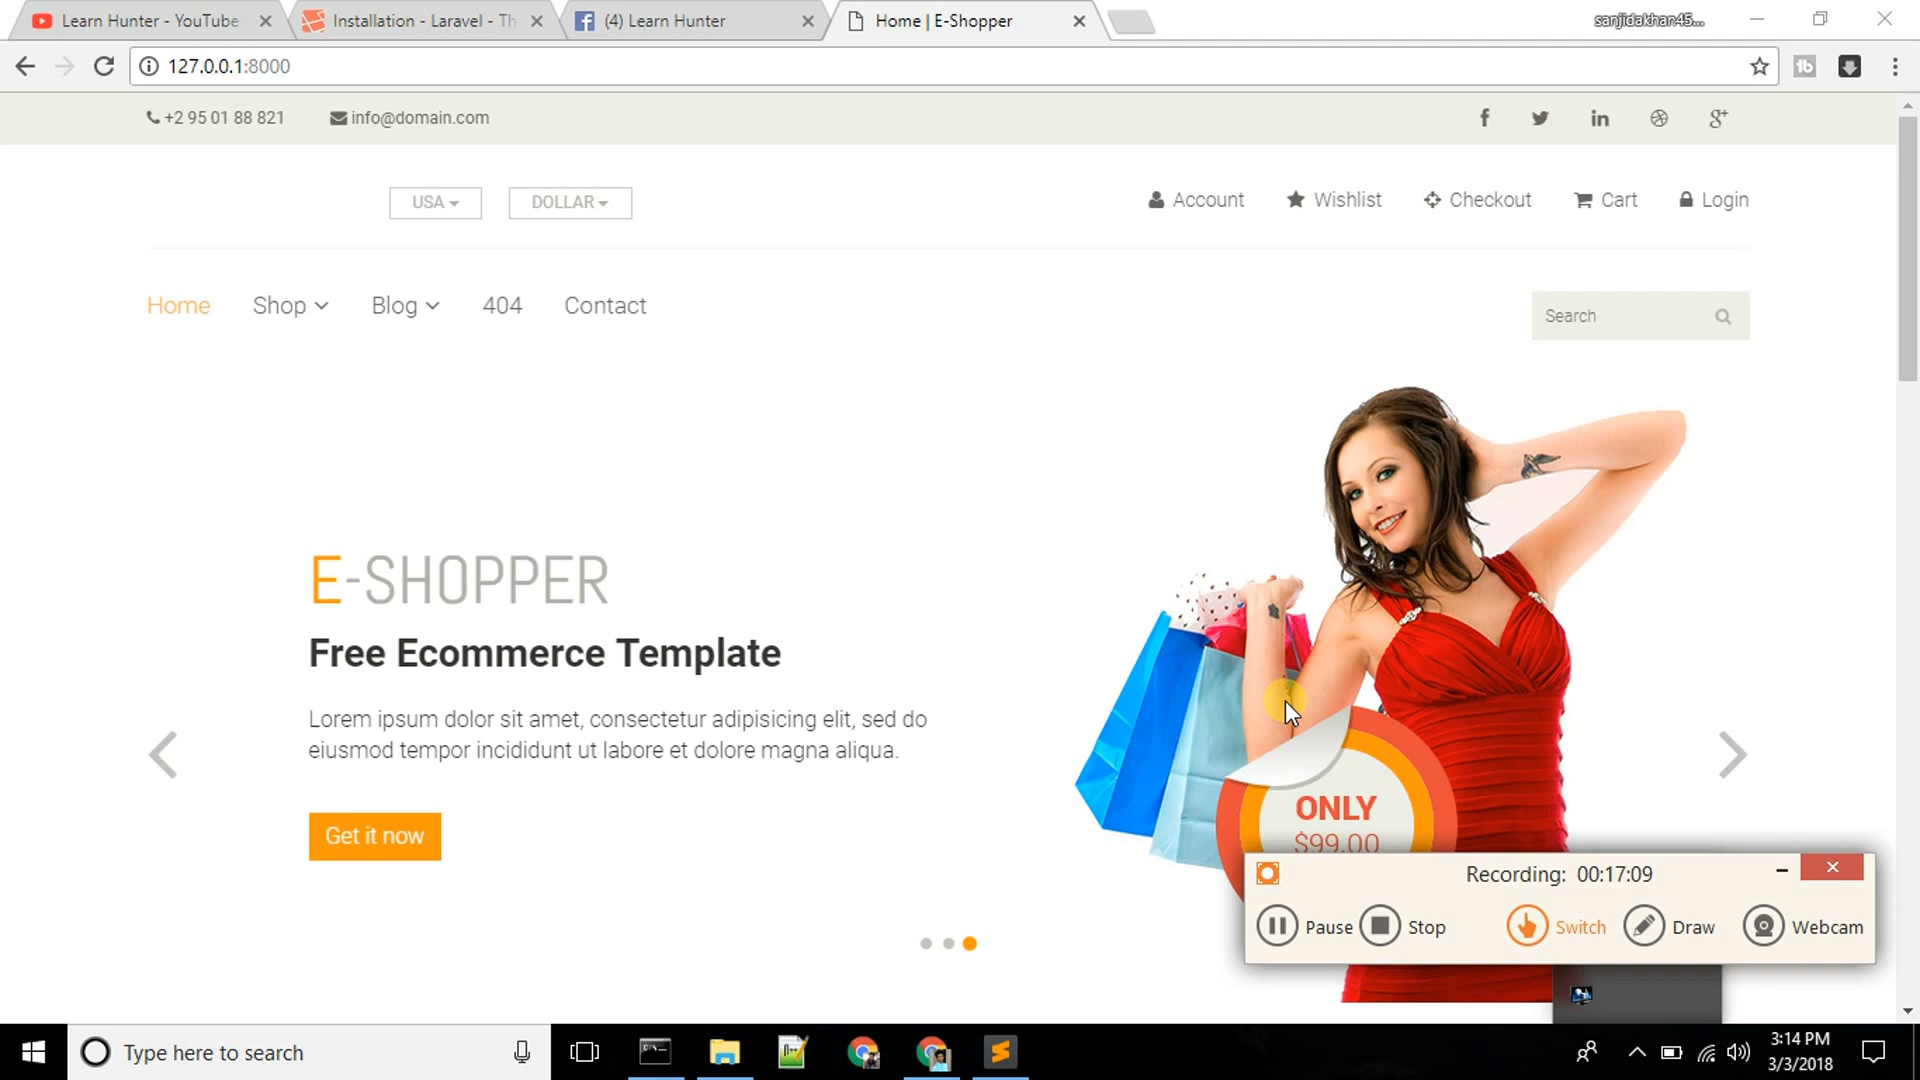 Learn Hunter - YouTube
Installation - Laravel - Th
(4) Learn Hunter
Home | E-Shopper
sanjidakhan45...
127.0.0.1:8000
+2 95 01 88 821
info@domain.com
USA
DOLLAR
Account
Wishlist
Checkout
Cart
Login
Home
Shop
Blog
404
Contact
Search
E-SHOPPER
Free Ecommerce Template
Lorem ipsum dolor sit amet, consectetur adipisicing elit, sed do
eiusmod tempor incididunt ut labore et dolore magna aliqua.
Get it now
ONLY
$99.00
Recording: 00:17:09
Pause
Stop
Switch
Draw
Webcam
Type here to search
3:14 PM
3/3/2018